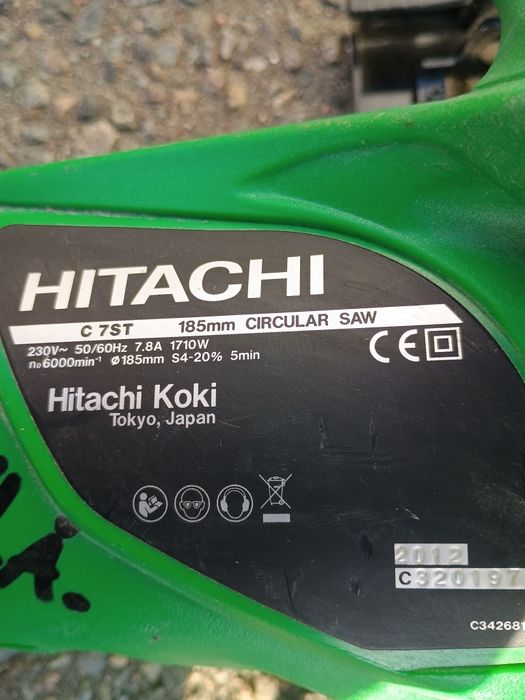 HITACHI
C 7ST 185mm CIRCULAR SAW
230V~ 50/60Hz 7.8A 1710W
n₀6000min⁻¹ ø185mm S4-20% 5min
CE
Hitachi Koki
Tokyo, Japan
2012
C320197
C342681